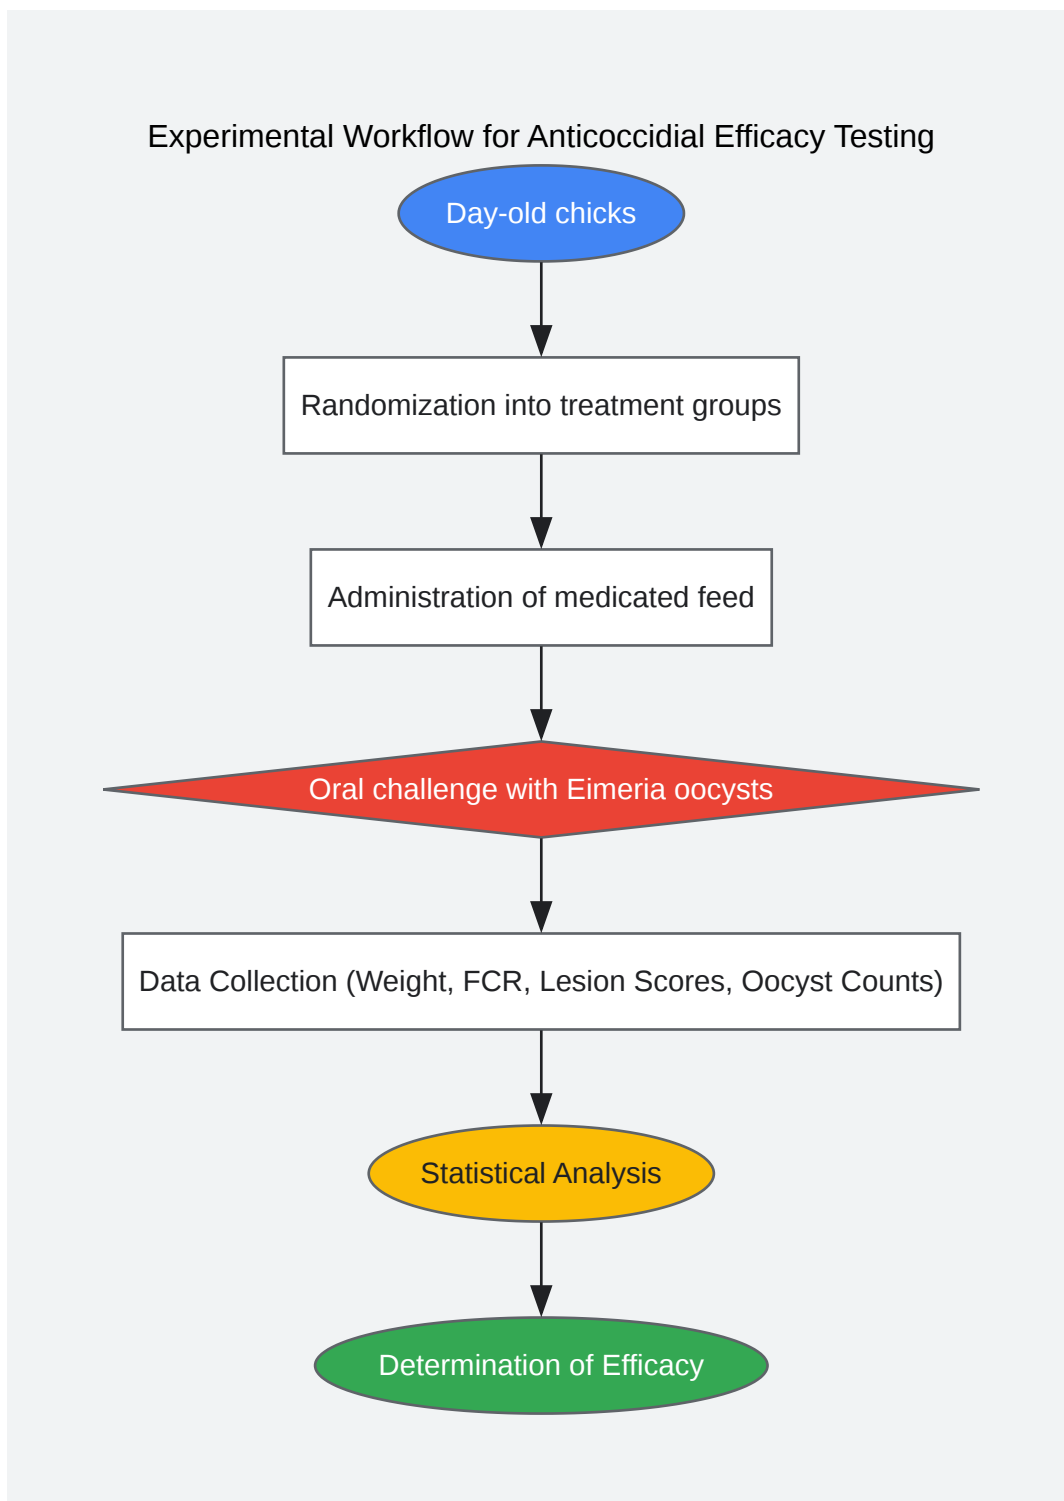 Experimental Workflow for Anticoccidial Efficacy Testing
Day-old chicks
Randomization into treatment groups
Administration of medicated feed
Oral challenge with Eimeria oocysts
Data Collection (Weight, FCR, Lesion Scores, Oocyst Counts)
Statistical Analysis
Determination of Efficacy